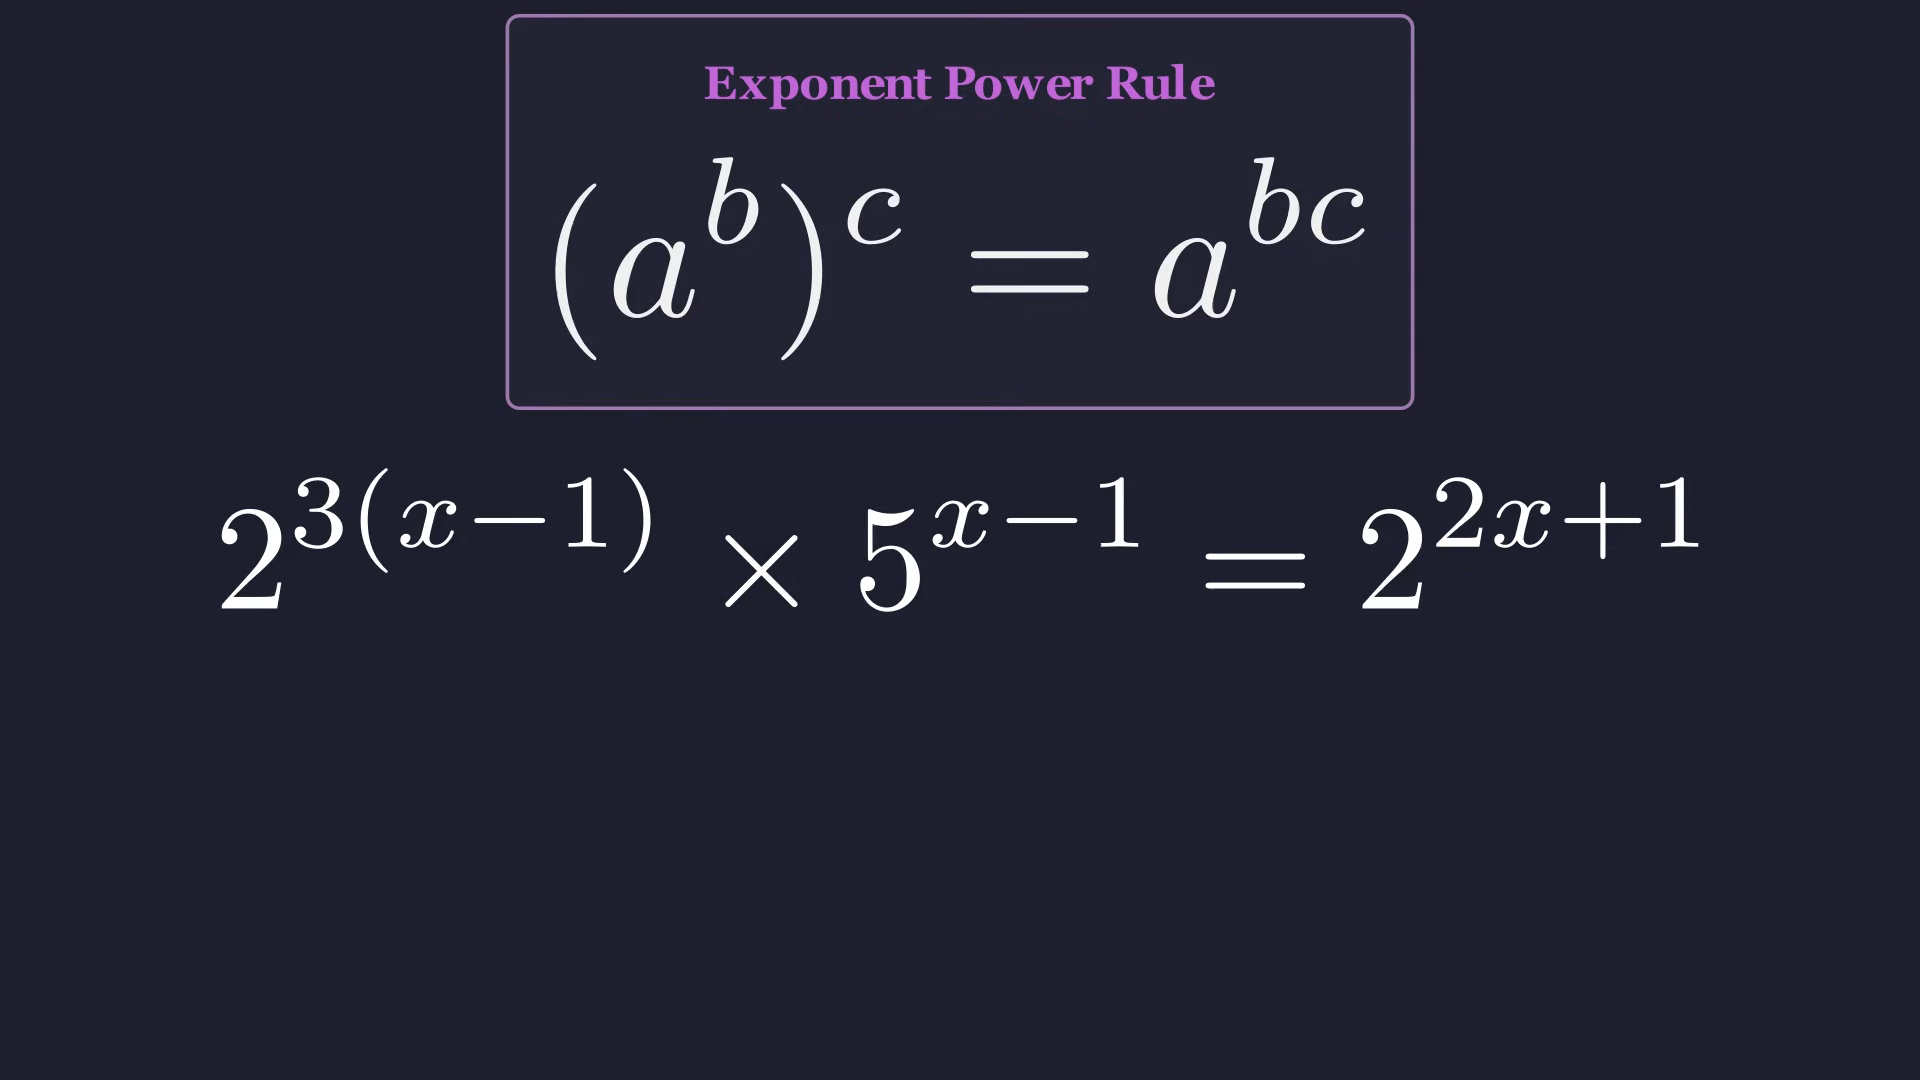 Exponent Power Rule
(a^b)^c = a^{bc}
2^{3(x-1)} × 5^{x-1} = 2^{2x+1}